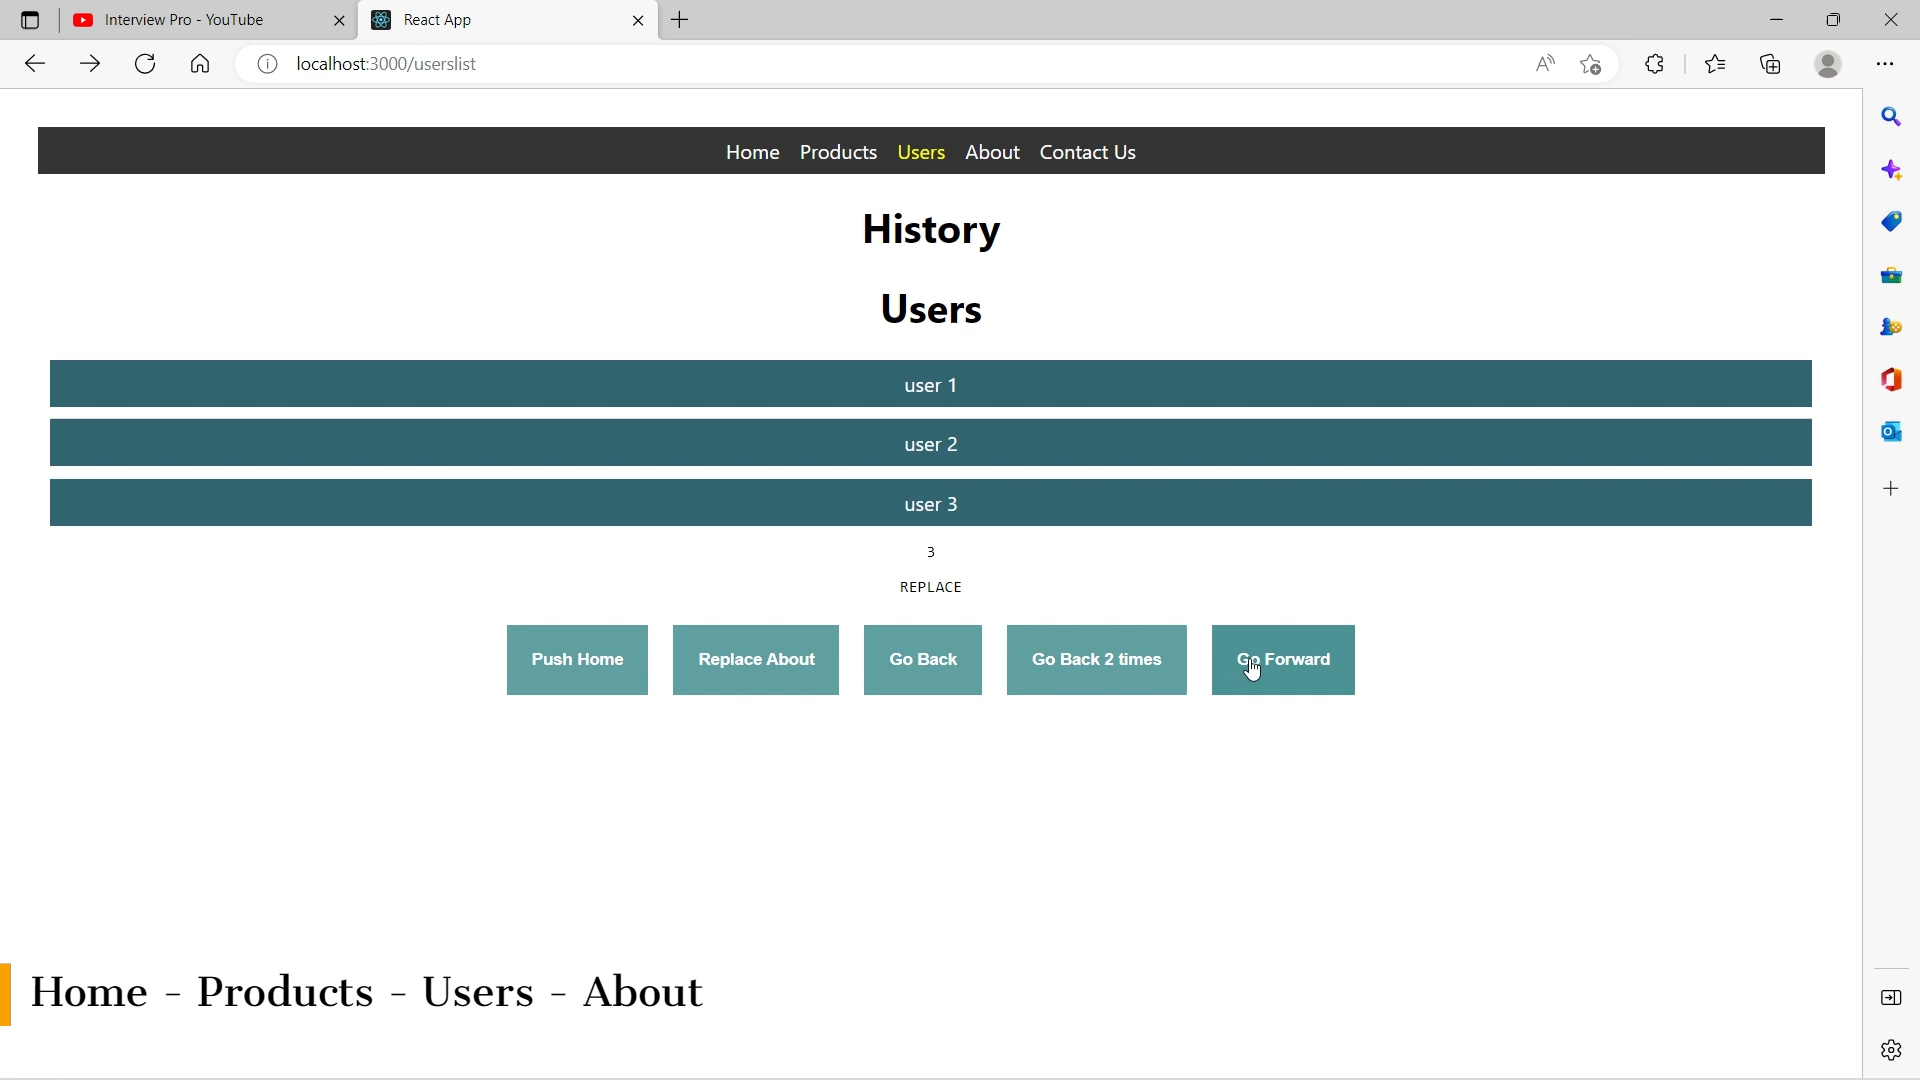 Interview Pro - YouTube
React App
localhost:3000/userslist
Home Products Users About Contact Us
History
Users
user 1
user 2
user 3
3
REPLACE
Push Home Replace About Go Back Go Back 2 times Go Forward
Home - Products - Users - About